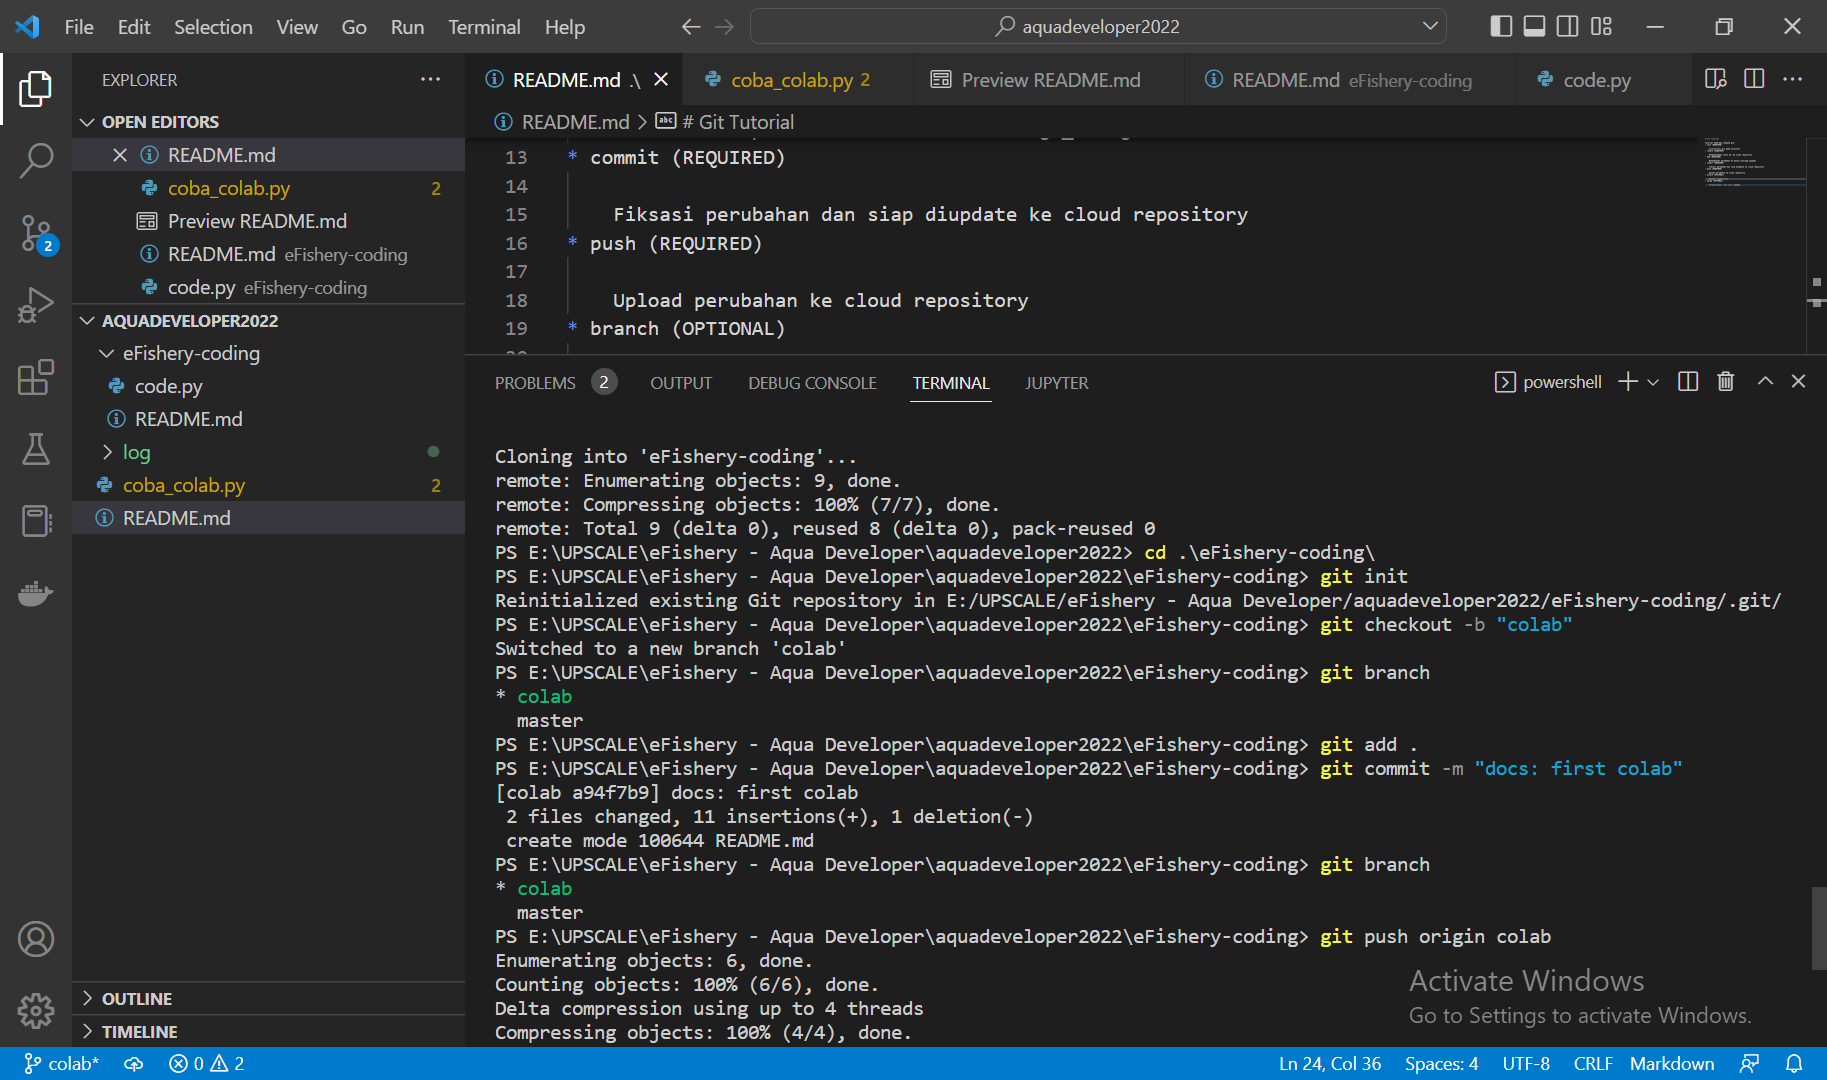 File Edit Selection View Go Run Terminal Help
aquadeveloper2022
EXPLORER
OPEN EDITORS
README.md
coba_colab.py 2
Preview README.md
README.md eFishery-coding
code.py eFishery-coding
AQUADEVELOPER2022
eFishery-coding
code.py
README.md
log
coba_colab.py 2
README.md
OUTLINE
TIMELINE
2
README.md .\
coba_colab.py 2
Preview README.md
README.md eFishery-coding
code.py
README.md > # Git Tutorial
13 * commit (REQUIRED)
14
15 Fiksasi perubahan dan siap diupdate ke cloud repository
16 * push (REQUIRED)
17
18 Upload perubahan ke cloud repository
19 * branch (OPTIONAL)
PROBLEMS 2 OUTPUT DEBUG CONSOLE TERMINAL JUPYTER
powershell
Cloning into 'eFishery-coding'...
remote: Enumerating objects: 9, done.
remote: Compressing objects: 100% (7/7), done.
remote: Total 9 (delta 0), reused 8 (delta 0), pack-reused 0
PS E:\UPSCALE\eFishery - Aqua Developer\aquadeveloper2022> cd .\eFishery-coding\
PS E:\UPSCALE\eFishery - Aqua Developer\aquadeveloper2022\eFishery-coding> git init
Reinitialized existing Git repository in E:/UPSCALE/eFishery - Aqua Developer/aquadeveloper2022/eFishery-coding/.git/
PS E:\UPSCALE\eFishery - Aqua Developer\aquadeveloper2022\eFishery-coding> git checkout -b "colab"
Switched to a new branch 'colab'
PS E:\UPSCALE\eFishery - Aqua Developer\aquadeveloper2022\eFishery-coding> git branch
* colab
master
PS E:\UPSCALE\eFishery - Aqua Developer\aquadeveloper2022\eFishery-coding> git add .
PS E:\UPSCALE\eFishery - Aqua Developer\aquadeveloper2022\eFishery-coding> git commit -m "docs: first colab"
[colab a94f7b9] docs: first colab
2 files changed, 11 insertions(+), 1 deletion(-)
create mode 100644 README.md
PS E:\UPSCALE\eFishery - Aqua Developer\aquadeveloper2022\eFishery-coding> git branch
* colab
master
PS E:\UPSCALE\eFishery - Aqua Developer\aquadeveloper2022\eFishery-coding> git push origin colab
Enumerating objects: 6, done.
Counting objects: 100% (6/6), done.
Delta compression using up to 4 threads
Compressing objects: 100% (4/4), done.
Activate Windows
Go to Settings to activate Windows.
colab* 0 2 Ln 24, Col 36 Spaces: 4 UTF-8 CRLF Markdown